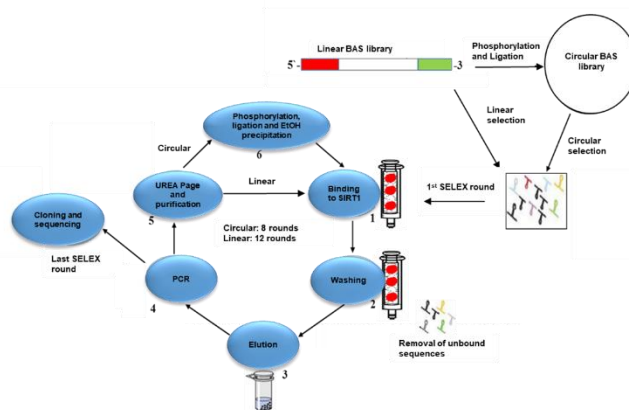 Linear BAS library
5`-
-3
Phosphorylation
and Ligation
Circular BAS
library
Linear
selection
Circular
selection
Phosphorylation,
ligation and EtOH
precipitation
6
Circular
UREA Page
and
purification
5
Linear
Binding
to SIRT1
1
1st SELEX round
Circular: 8 rounds
Linear: 12 rounds
Cloning and
sequencing
Last SELEX
round
PCR
4
Washing
2
Elution
3
Removal of unbound
sequences